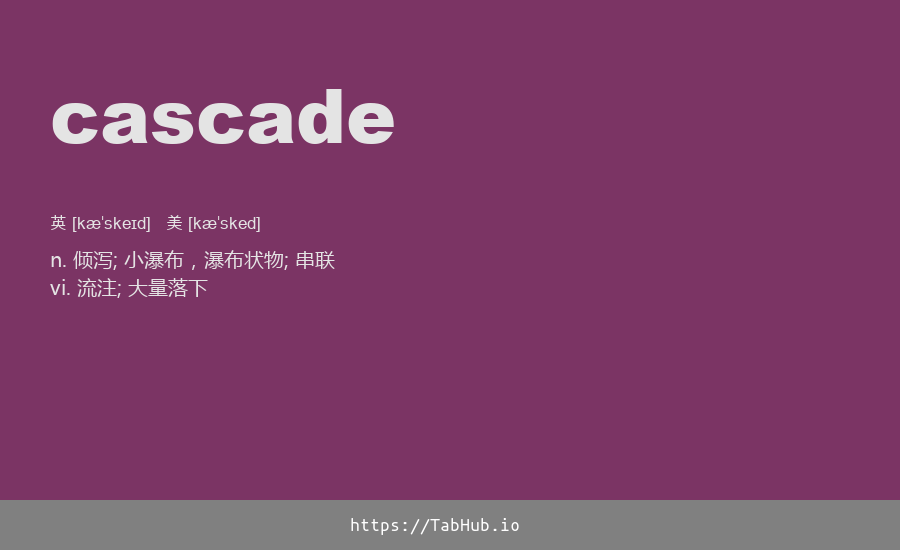 cascade
英 [kæˈskeɪd] 美 [kæˈsked]
n. 倾泻; 小瀑布，瀑布状物; 串联
vi. 流注; 大量落下
https://TabHub.io